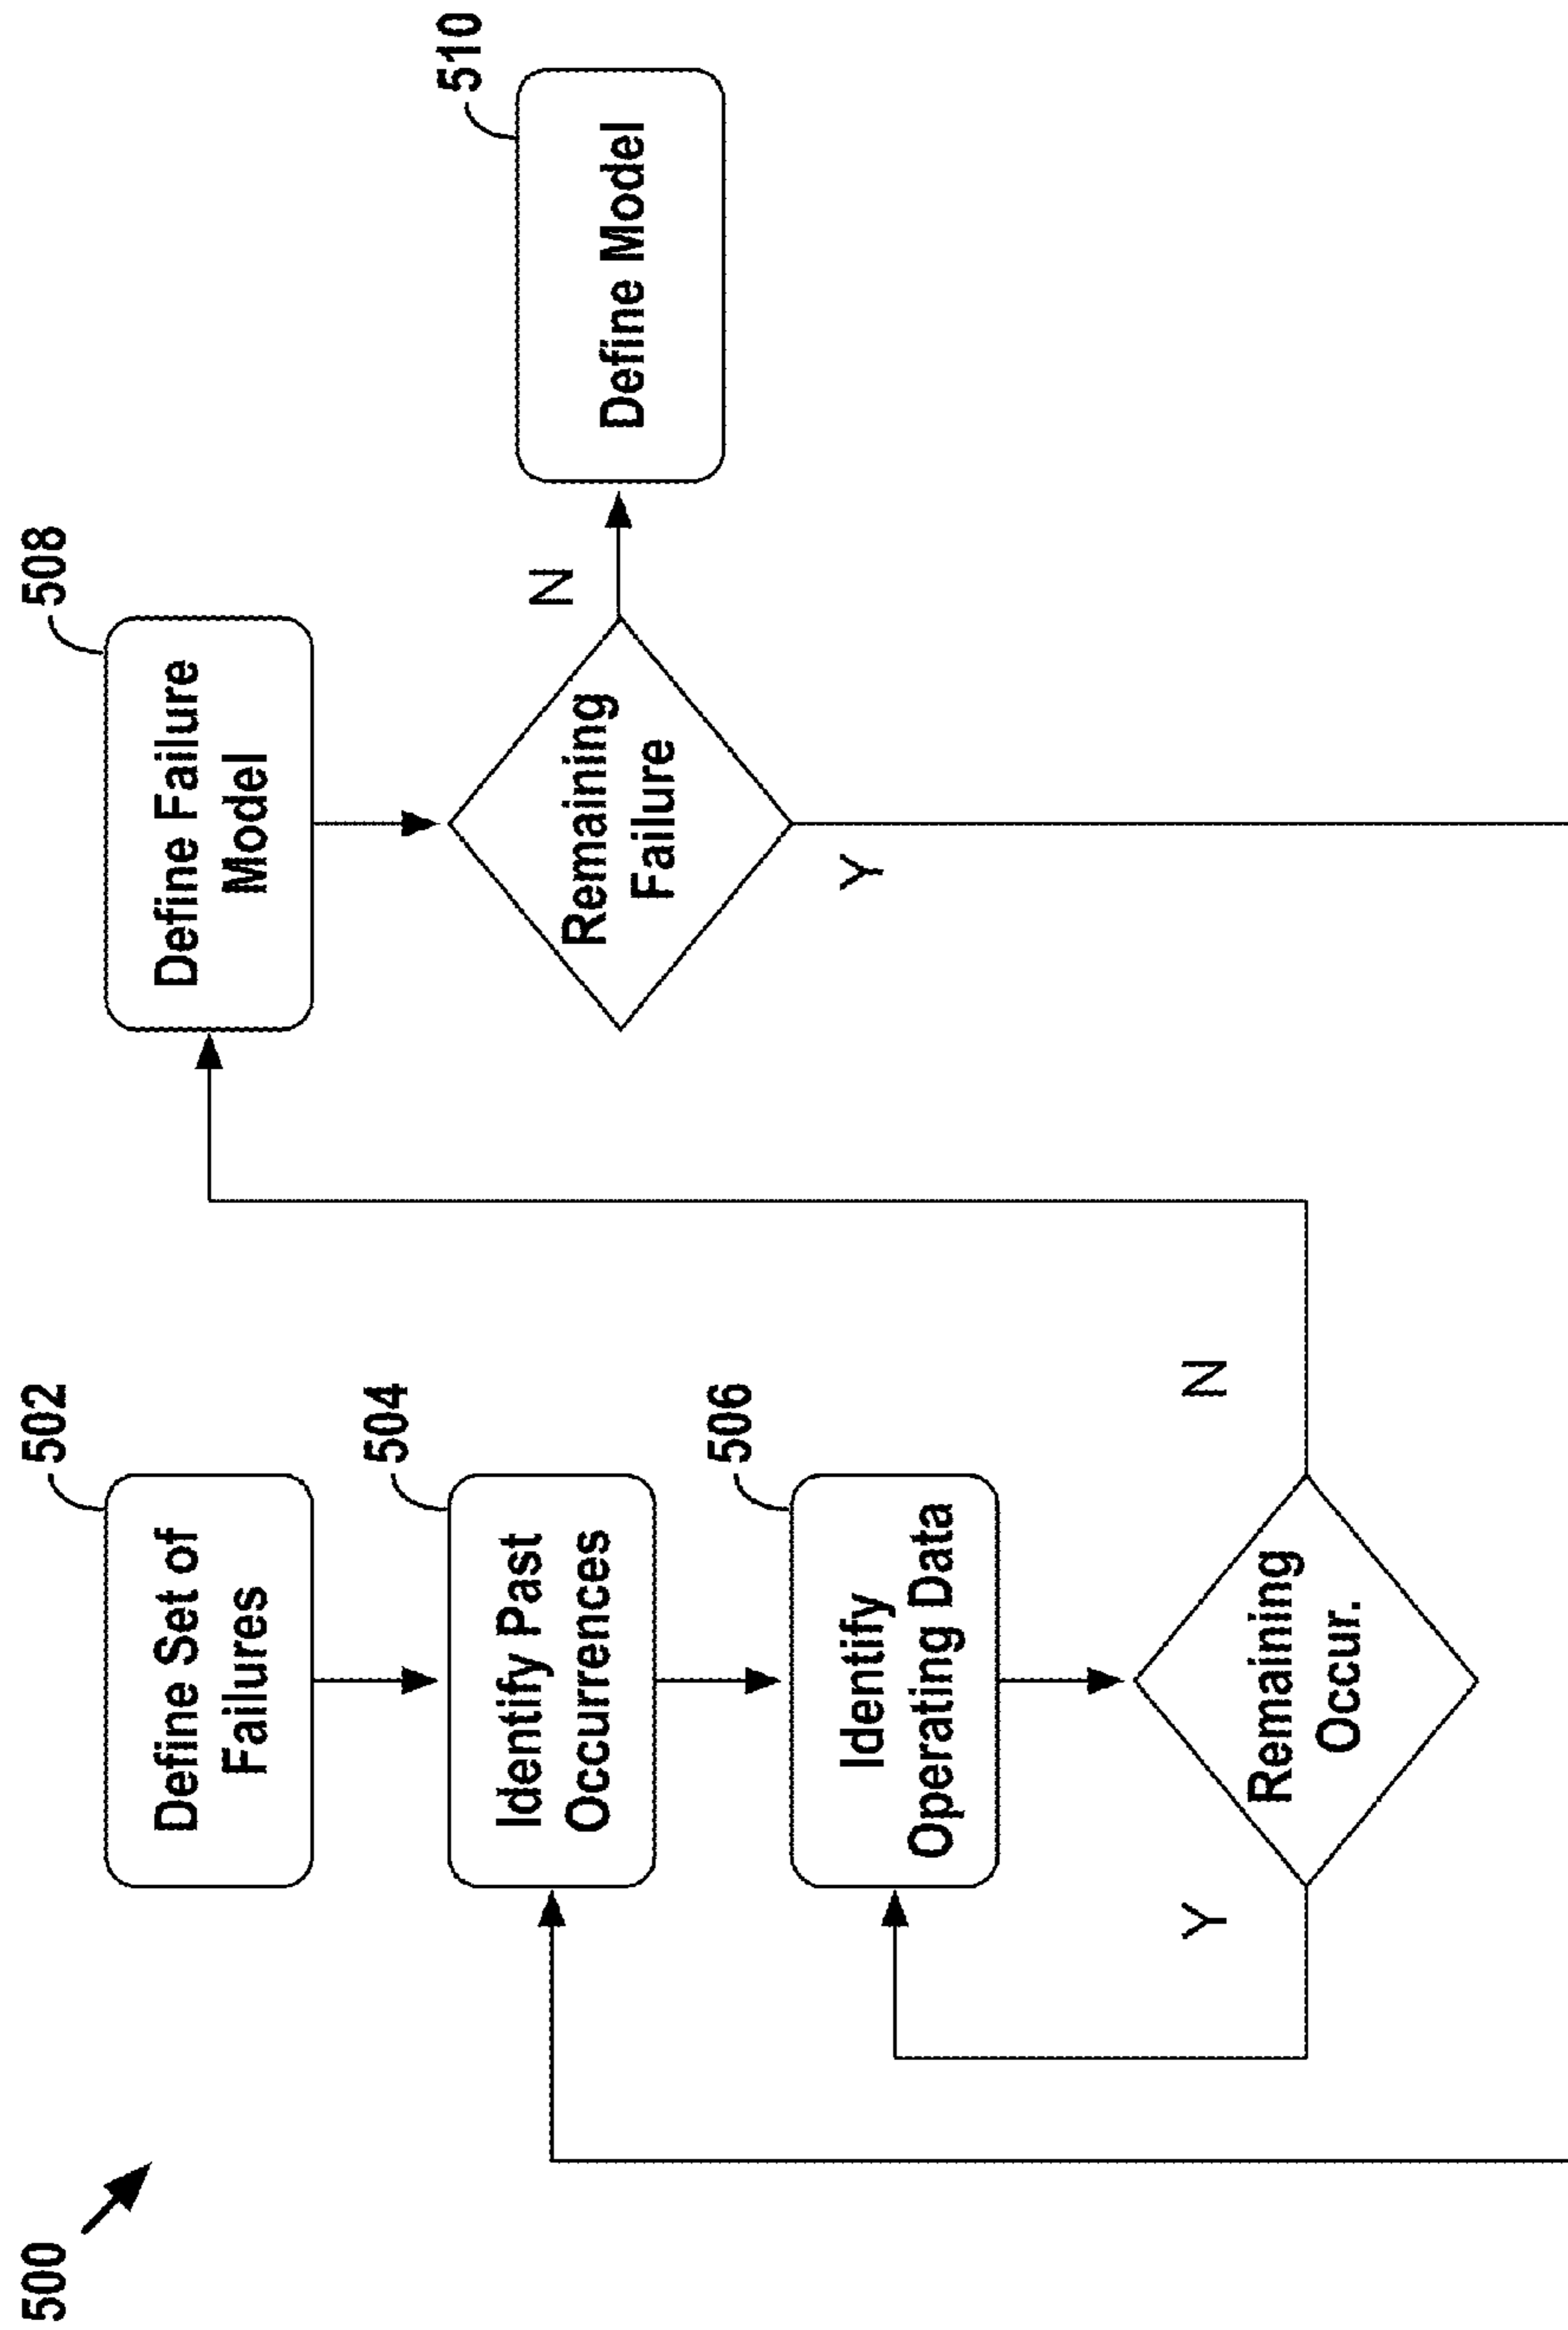 500
502
Define Set of
Failures
504
Identify Past
Occurrences
506
Identify
Operating Data
Remaining
Occur.
Y
N
508
Define Failure
Model
Remaining
Failure
N
Y
510
Define Model